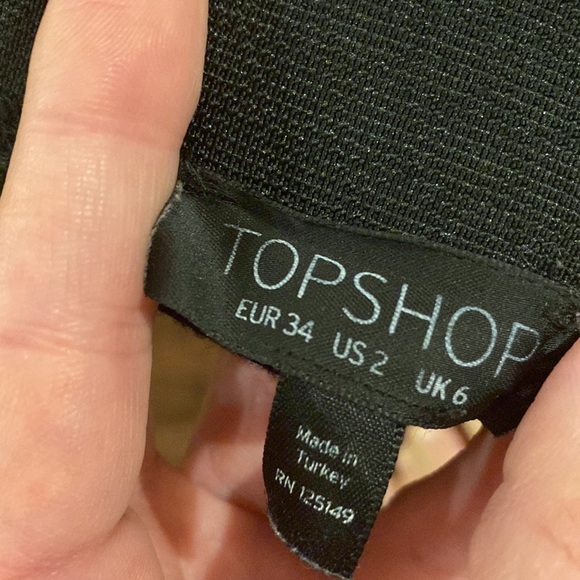 TOPSHOP
EUR 34 US 2 UK 6
Made in
Turkey
RN 125149